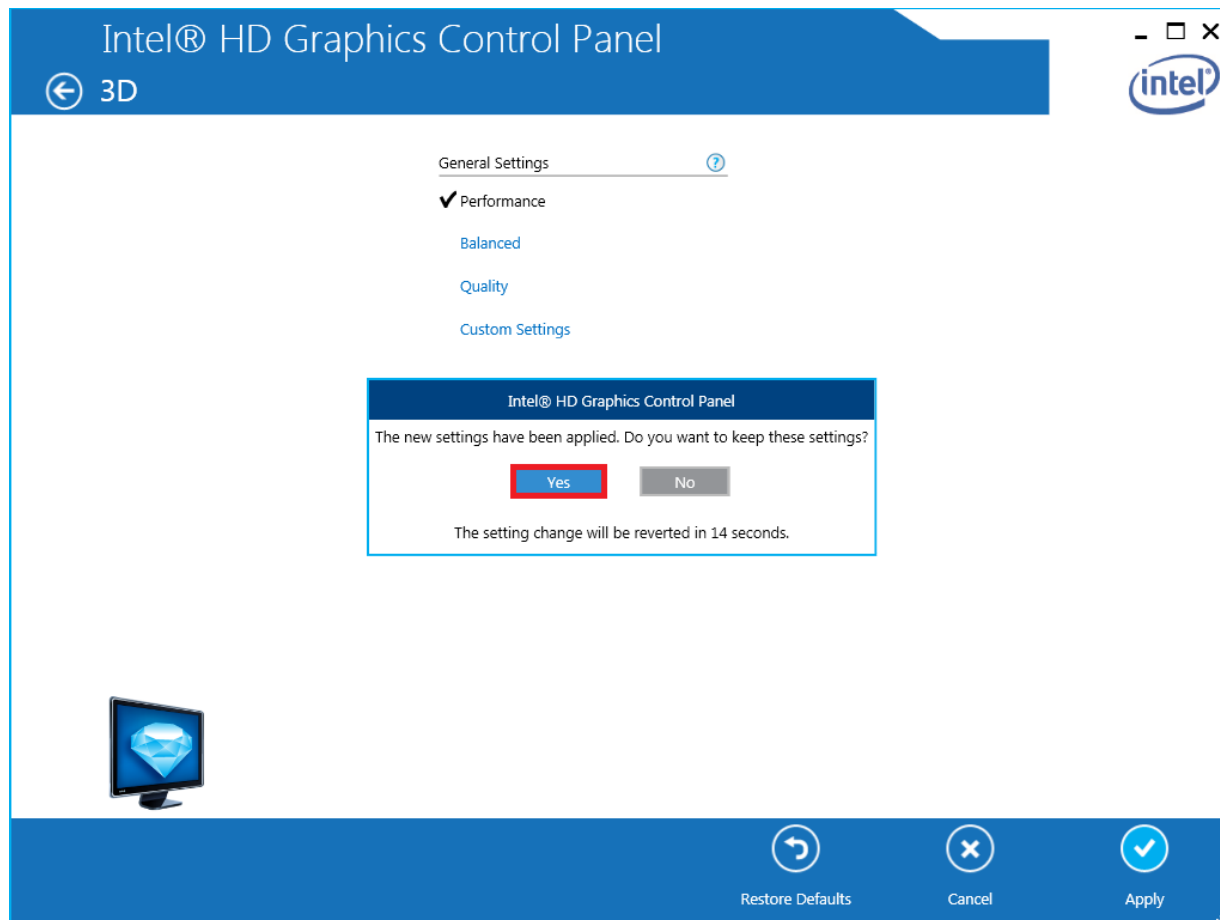 Intel® HD Graphics Control Panel
3D
intel®
General Settings
?
Performance
Balanced
Quality
Custom Settings
Intel® HD Graphics Control Panel
The new settings have been applied. Do you want to keep these settings?
Yes
No
The setting change will be reverted in 14 seconds.
Restore Defaults
Cancel
Apply